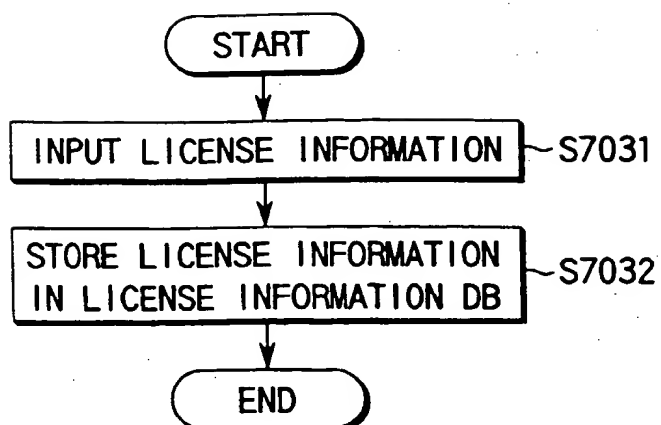 START
INPUT LICENSE INFORMATION
S7031
STORE LICENSE INFORMATION
IN LICENSE INFORMATION DB
S7032
END